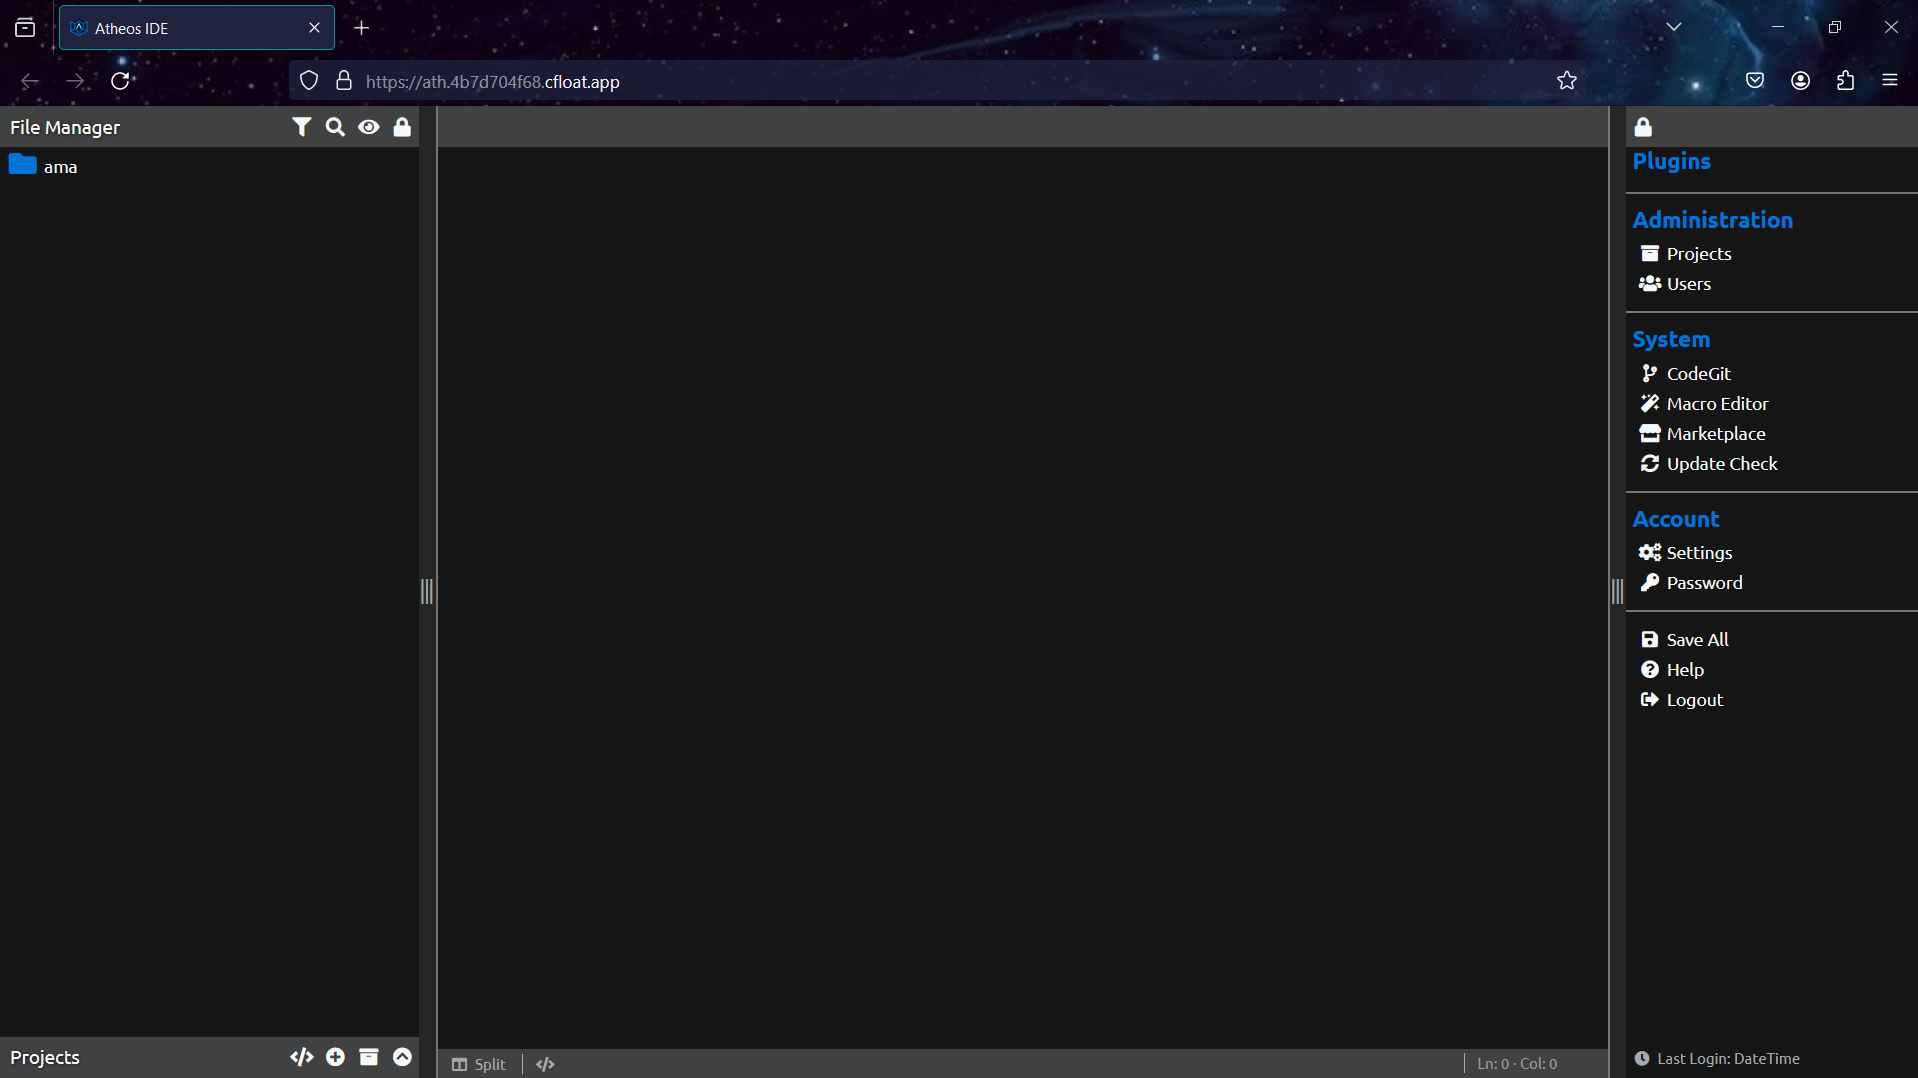 Atheos IDE
https://ath.4b7d704f68.cfloat.app
File Manager
ama
Projects
Split
Ln: 0 · Col: 0
Plugins
Administration
Projects
Users
System
CodeGit
Macro Editor
Marketplace
Update Check
Account
Settings
Password
Save All
Help
Logout
Last Login: DateTime